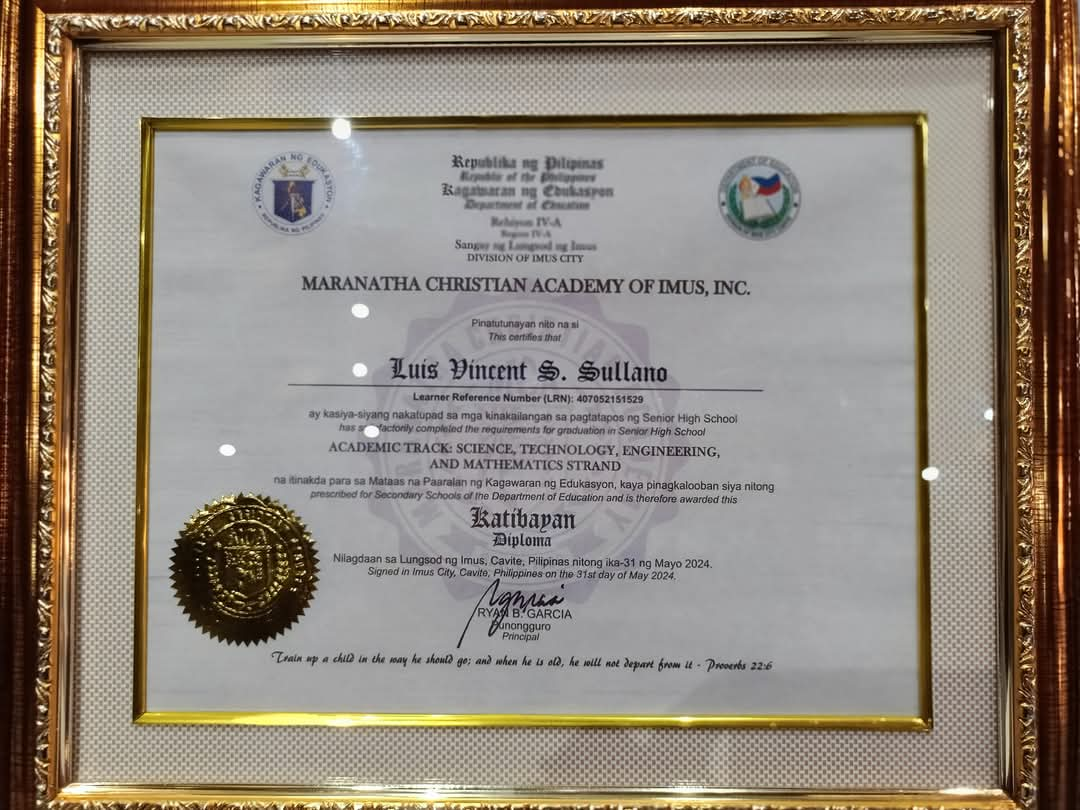 KAGAWARAN NG EDUKASYON
REPUBLIKA NG PILIPINAS
Republika ng Pilipinas
Republic of the Philippines
Kagawaran ng Edukasyon
Department of Education
Rehiyon IV-A
Region IV-A
Sangay ng Lungsod ng Imus
DIVISION OF IMUS CITY
DEPARTMENT OF EDUCATION
MARANATHA CHRISTIAN ACADEMY OF IMUS, INC.
Pinatutunayan nito na si
This certifies that
Luis Vincent S. Sullano
Learner Reference Number (LRN): 407052151529
ay kasiya-siyang nakatupad sa mga kinakailangan sa pagtatapos ng Senior High School
has satisfactorily completed the requirements for graduation in Senior High School
ACADEMIC TRACK: SCIENCE, TECHNOLOGY, ENGINEERING,
AND MATHEMATICS STRAND
na itinakda para sa Mataas na Paaralan ng Kagawaran ng Edukasyon, kaya pinagkalooban siya nitong
prescribed for Secondary Schools of the Department of Education and is therefore awarded this
Katibayan
Diploma
Nilagdaan sa Lungsod ng Imus, Cavite, Pilipinas nitong ika-31 ng Mayo 2024.
Signed in Imus City, Cavite, Philippines on the 31st day of May 2024.
RYAN B. GARCIA
Punongguro
Principal
Train up a child in the way he should go; and when he is old, he will not depart from it - Proverbs 22:6